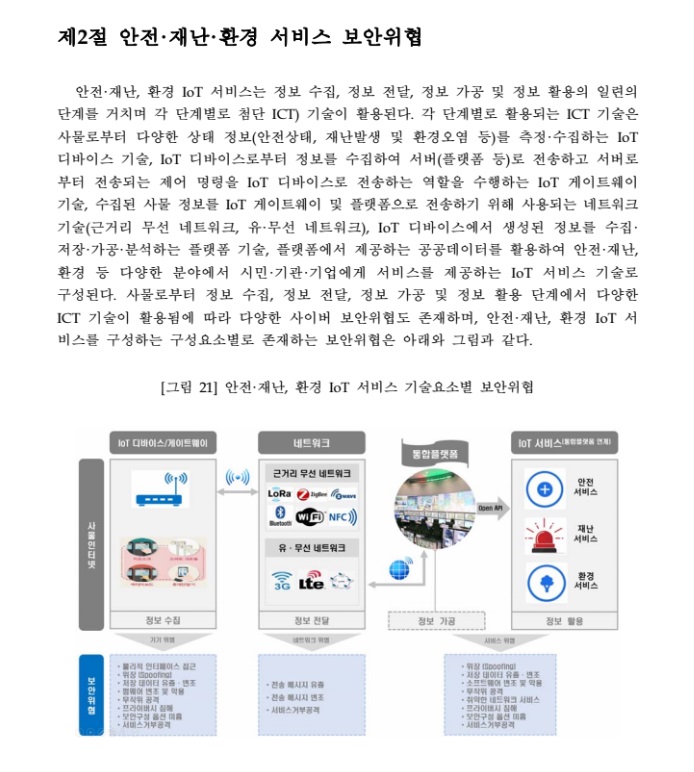 제2절 안전·재난·환경 서비스 보안위협
안전·재난, 환경 IoT 서비스는 정보 수집, 정보 전달, 정보 가공 및 정보 활용의 일련의
단계를 거치며 각 단계별로 첨단 ICT) 기술이 활용된다. 각 단계별로 활용되는 ICT 기술은
사물로부터 다양한 상태 정보(안전상태, 재난발생 및 환경오염 등)를 측정·수집하는 IoT
디바이스 기술, IoT 디바이스로부터 정보를 수집하여 서버(플랫폼 등)로 전송하고 서버로
부터 전송되는 제어 명령을 IoT 디바이스로 전송하는 역할을 수행하는 IoT 게이트웨이
기술, 수집된 사물 정보를 IoT 게이트웨이 및 플랫폼으로 전송하기 위해 사용되는 네트워크
기술(근거리 무선 네트워크, 유·무선 네트워크), IoT 디바이스에서 생성된 정보를 수집·
저장·가공·분석하는 플랫폼 기술, 플랫폼에서 제공하는 공공데이터를 활용하여 안전·재난,
환경 등 다양한 분야에서 시민·기관·기업에게 서비스를 제공하는 IoT 서비스 기술로
구성된다. 사물로부터 정보 수집, 정보 전달, 정보 가공 및 정보 활용 단계에서 다양한
ICT 기술이 활용됨에 따라 다양한 사이버 보안위협도 존재하며, 안전·재난, 환경 IoT 서
비스를 구성하는 구성요소별로 존재하는 보안위협은 아래와 그림과 같다.
[그림 21] 안전·재난, 환경 IoT 서비스 기술요소별 보안위협
사물인터넷
IoT 디바이스/게이트웨이
정보 수집
네트워크
근거리 무선 네트워크
LoRa ZigBee Z-wave
Bluetooth WiFi NFC
유·무선 네트워크
3G Lte
정보 전달
통합플랫폼
정보 가공
Open API
IoT 서비스(통합플랫폼 연계)
안전
서비스
재난
서비스
환경
서비스
정보 활용
보안위협
기기 위협
• 물리적 인터페이스 접근
• 위장 (Spoofing)
• 저장 데이터 유출·변조
• 펌웨어 변조 및 악용
• 무작위 공격
• 프라이버시 침해
• 보안구성 옵션 미흡
• 서비스거부공격
네트워크 위협
• 전송 메시지 유출
• 전송 메시지 변조
• 서비스거부공격
서비스 위협
• 위장 (Spoofing)
• 저장 데이터 유출·변조
• 소프트웨어 변조 및 악용
• 무작위 공격
• 취약한 네트워크 서비스
• 프라이버시 침해
• 보안구성 옵션 미흡
• 서비스거부공격